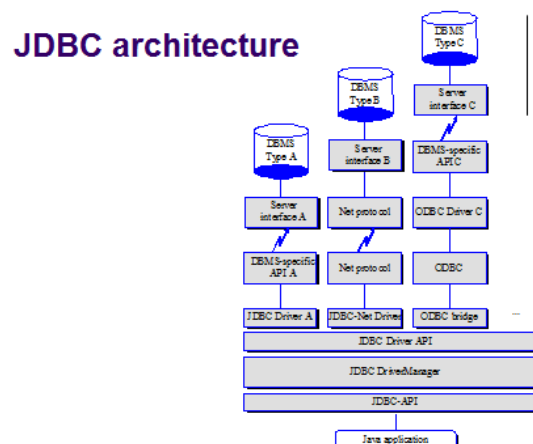 JDBC architecture
DBMS
Type C
DBMS
Type B
Server
interface C
DBMS
Type A
Server
interface B
DBMS-specific
API C
Server
interface A
Net protocol
ODBC Driver C
DBMS-specific
API A
Net protocol
ODBC
JDBC Driver A
JDBC-Net Driver
ODBC bridge
JDBC Driver API
JDBC DriverManager
JDBC-API
Java application